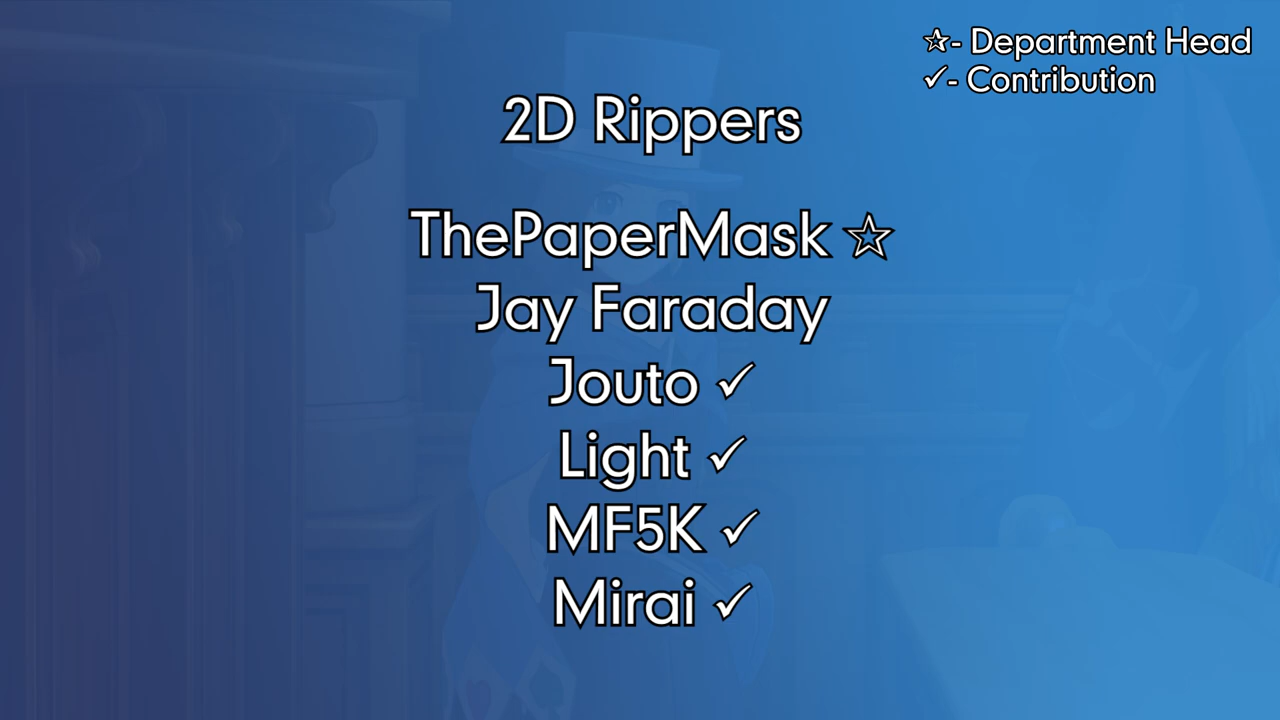 ☆- Department Head
✓- Contribution
2D Rippers
ThePaperMask ☆
Jay Faraday
Jouto ✓
Light ✓
MF5K ✓
Mirai ✓